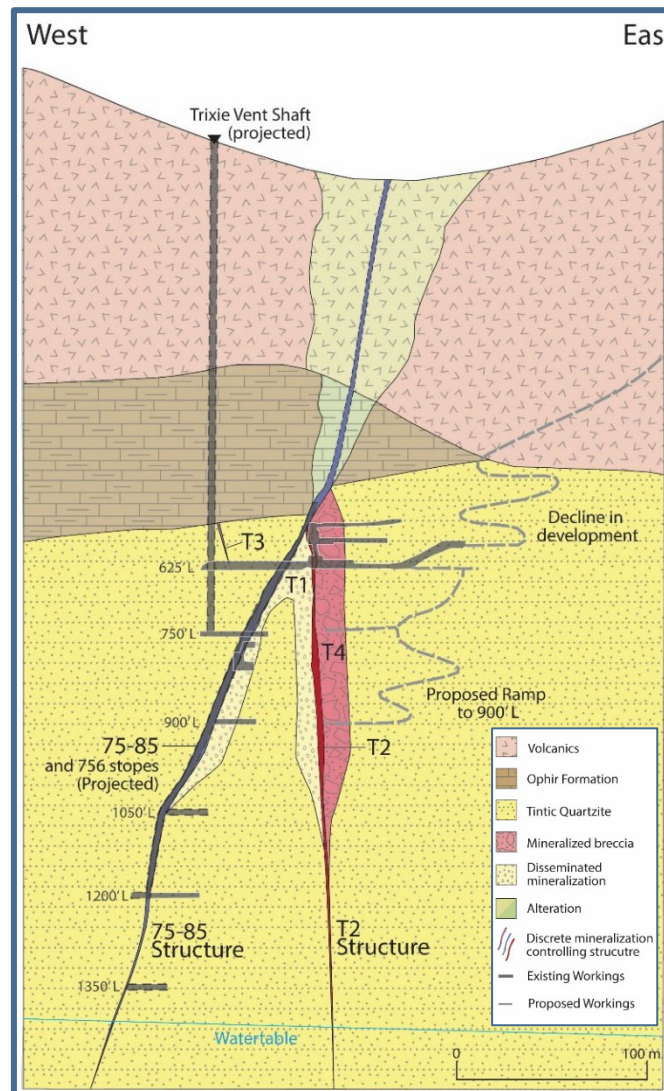 West
Eas
Trixie Vent Shaft
(projected)
T3
Decline in
development
625' L
T1
750' L
T4
Proposed Ramp
to 900' L
900' L
75-85
and 756 stopes
(Projected)
T2
1050' L
1200' L
75-85
Structure
T2
Structure
1350' L
Watertable
Volcanics
Ophir Formation
Tintic Quartzite
Mineralized breccia
Disseminated
mineralization
Alteration
Discrete mineralization
controlling strucutre
Existing Workings
Proposed Workings
0
100 m.